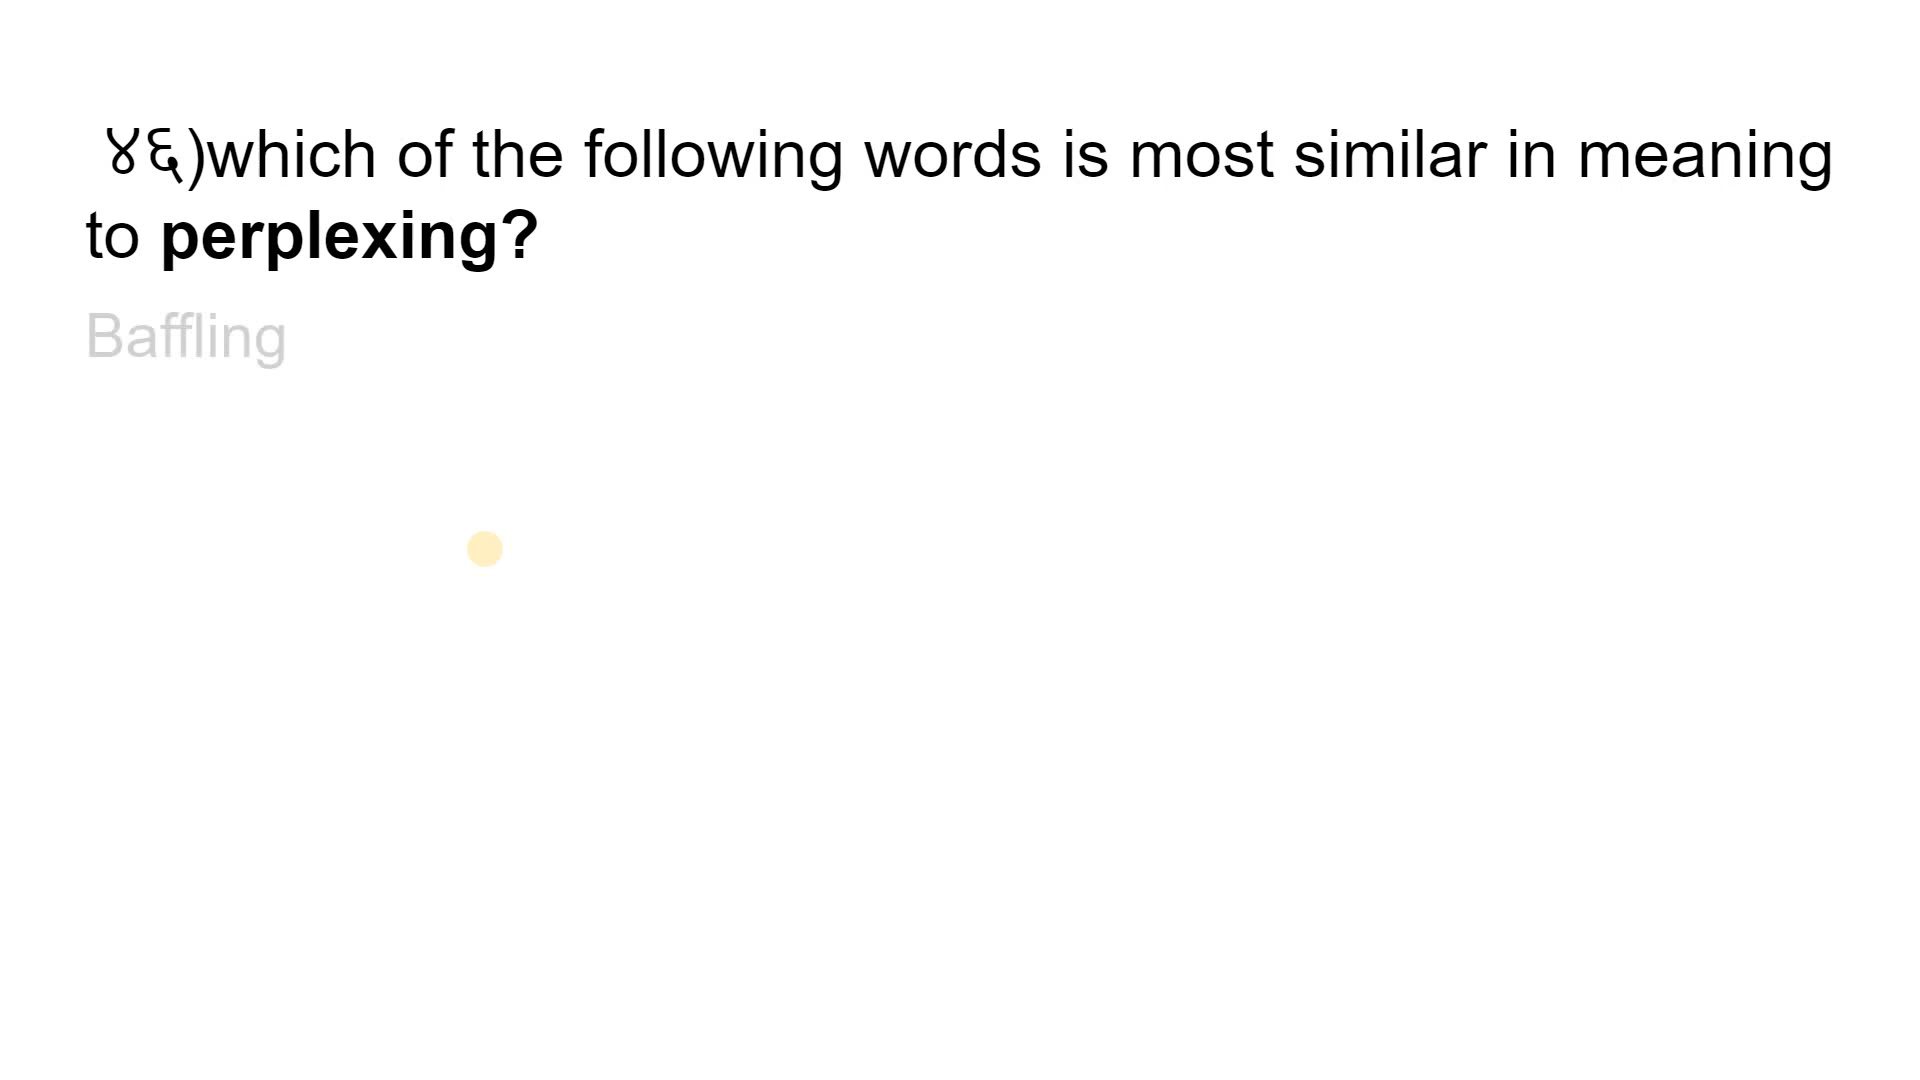 ४६)which of the following words is most similar in meaning
to perplexing?
Baffling